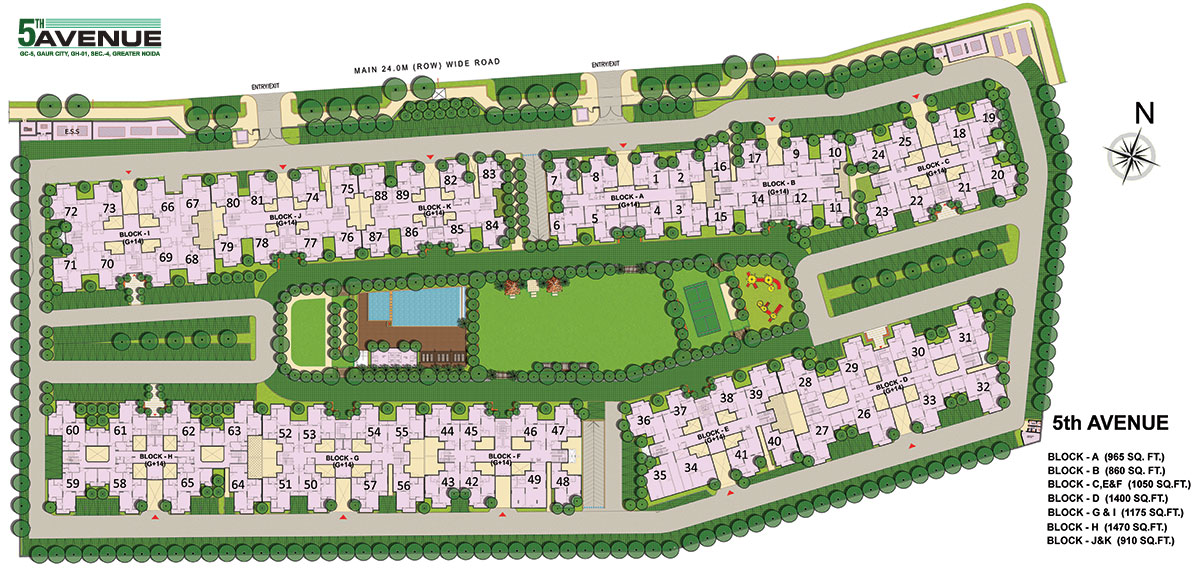 5TH AVENUE
GC-5, GAUR CITY, GH-01, SEC.-4, GREATER NOIDA
MAIN 24.0M (ROW) WIDE ROAD
ENTRY/EXIT
ENTRY/EXIT
E.S.S
N
72 73 66 67
BLOCK - I
(G+14)
71 70 69 68
80 81 74
BLOCK - J
(G+14)
79 78 77 76
75 88 89 82 83
BLOCK - K
(G+14)
87 86 85 84
7 8 1 2
BLOCK - A
(G+14)
6 5 4 3
16 17 9 10
BLOCK - B
(G+14)
15 14 12 11
24 25 18 19
BLOCK - C
(G+14)
23 22 21 20
60 61 62 63
BLOCK - H
(G+14)
59 58 65 64
52 53 54 55
BLOCK - G
(G+14)
51 50 57 56
44 45 46 47
BLOCK - F
(G+14)
43 42 49 48
36 37 38 39
BLOCK - E
(G+14)
35 34 41 40
28 29 30 31
BLOCK - D
(G+14)
27 26 33 32
5th AVENUE
BLOCK - A (965 SQ. FT.)
BLOCK - B (860 SQ. FT.)
BLOCK - C,E&F (1050 SQ.FT.)
BLOCK - D (1400 SQ.FT.)
BLOCK - G & I (1175 SQ.FT.)
BLOCK - H (1470 SQ.FT.)
BLOCK - J&K (910 SQ.FT.)